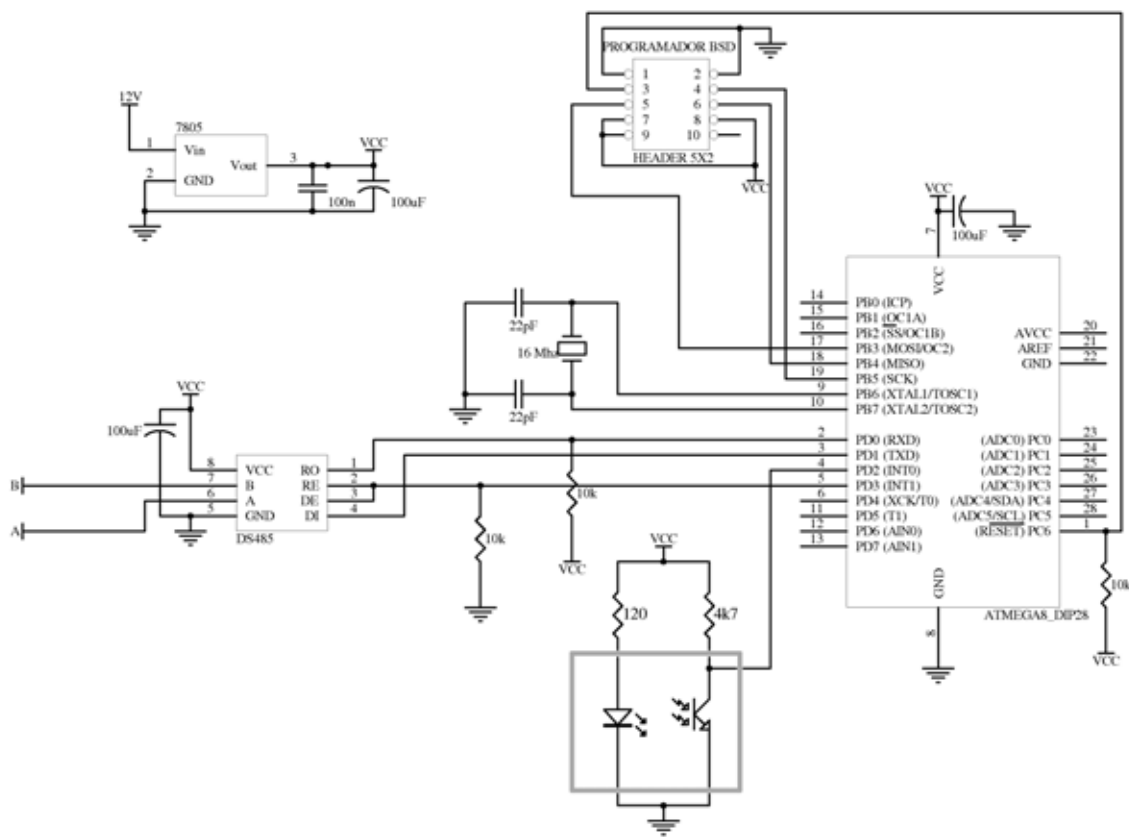 PROGRAMADOR BSD
1 2
3 4
5 6
7 8
9 10
HEADER 5X2
VCC
12V
7805
1 Vin
Vout 3
2 GND
VCC
100n
100uF
VCC
100uF
7
VCC
14 PB0 (ICP)
15 PB1 (OC1A)
16 PB2 (SS/OC1B)
17 PB3 (MOSI/OC2)
18 PB4 (MISO)
19 PB5 (SCK)
9 PB6 (XTAL1/TOSC1)
10 PB7 (XTAL2/TOSC2)
AVCC 20
AREF 21
GND 22
2 PD0 (RXD)
3 PD1 (TXD)
4 PD2 (INT0)
5 PD3 (INT1)
6 PD4 (XCK/T0)
11 PD5 (T1)
12 PD6 (AIN0)
13 PD7 (AIN1)
(ADC0) PC0 23
(ADC1) PC1 24
(ADC2) PC2 25
(ADC3) PC3 26
(ADC4/SDA) PC4 27
(ADC5/SCL) PC5 28
(RESET) PC6 1
GND
8
ATMEGA8_DIP28
10k
VCC
22pF
16 Mhz
22pF
VCC
100uF
B
A
8 VCC RO 1
7 B RE 2
6 A DE 3
5 GND DI 4
DS485
10k
10k
VCC
VCC
120
4k7